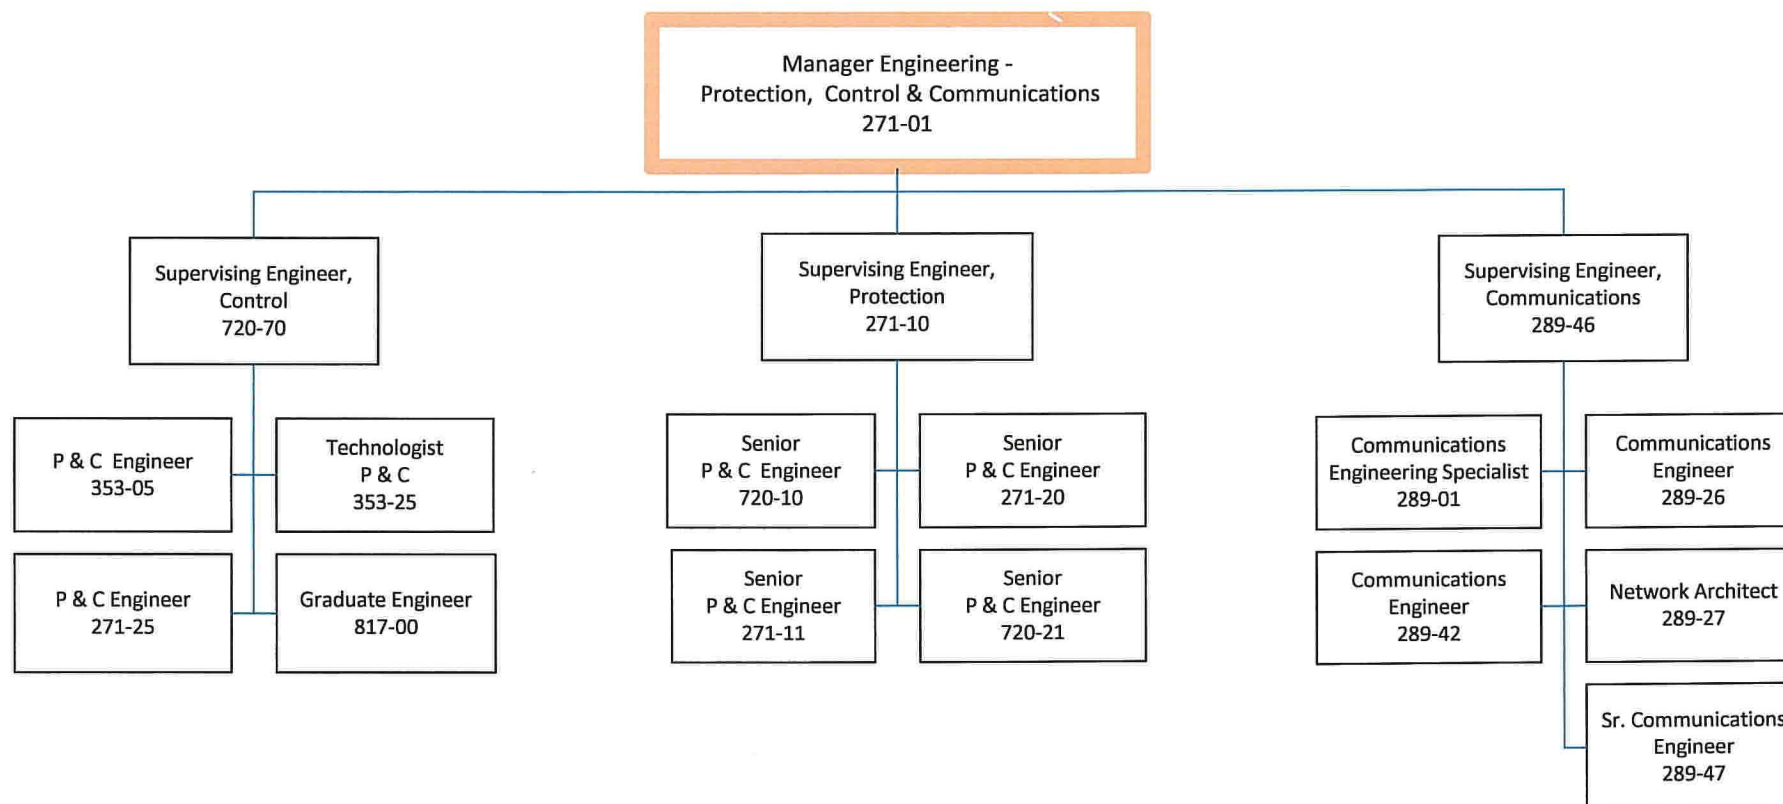 Manager Engineering -
Protection, Control & Communications
271-01
Supervising Engineer,
Control
720-70
Supervising Engineer,
Protection
271-10
Supervising Engineer,
Communications
289-46
P & C Engineer
353-05
Technologist
P & C
353-25
Senior
P & C Engineer
720-10
Senior
P & C Engineer
271-20
Communications
Engineering Specialist
289-01
Communications
Engineer
289-26
P & C Engineer
271-25
Graduate Engineer
817-00
Senior
P & C Engineer
271-11
Senior
P & C Engineer
720-21
Communications
Engineer
289-42
Network Architect
289-27
Sr. Communications
Engineer
289-47